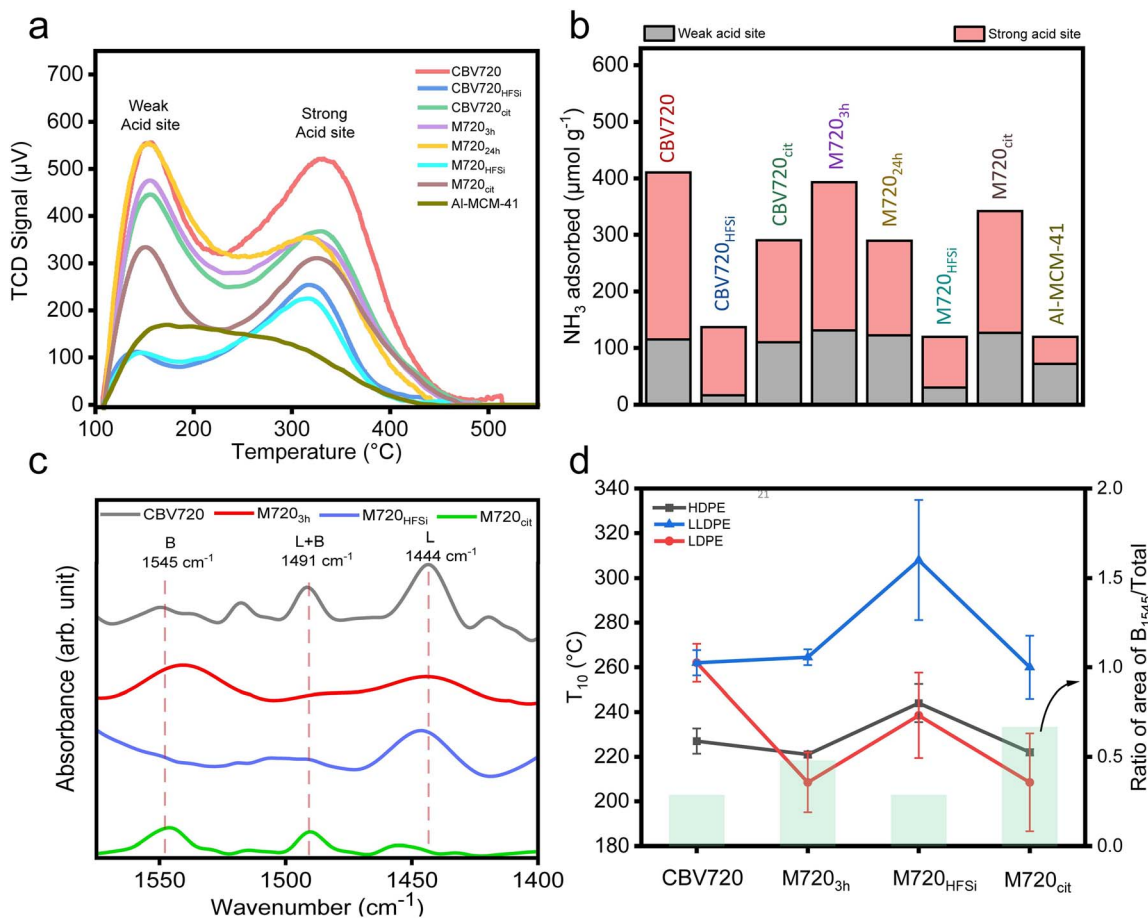 a
700
600
500
400
300
200
100
0
TCD Signal (µV)
Weak
Acid site
Strong
Acid site
CBV720
CBV720HFSi
CBV720cit
M7203h
M72024h
M720HFSi
M720cit
Al-MCM-41
100
200
300
400
500
Temperature (°C)
b
Weak acid site
Strong acid site
600
500
400
300
200
100
0
NH3 adsorbed (µmol g-1)
CBV720
CBV720HFSi
CBV720cit
M7203h
M72024h
M720HFSi
M720cit
Al-MCM-41
c
CBV720
M7203h
M720HFSi
M720cit
B
1545 cm-1
L+B
1491 cm-1
L
1444 cm-1
Absorbance (arb. unit)
1550
1500
1450
1400
Wavenumber (cm-1)
d
21
HDPE
LLDPE
LDPE
340
320
300
280
260
240
220
200
180
T10 (°C)
2.0
1.5
1.0
0.5
0.0
Ratio of area of B1545/Total
CBV720
M7203h
M720HFSi
M720cit